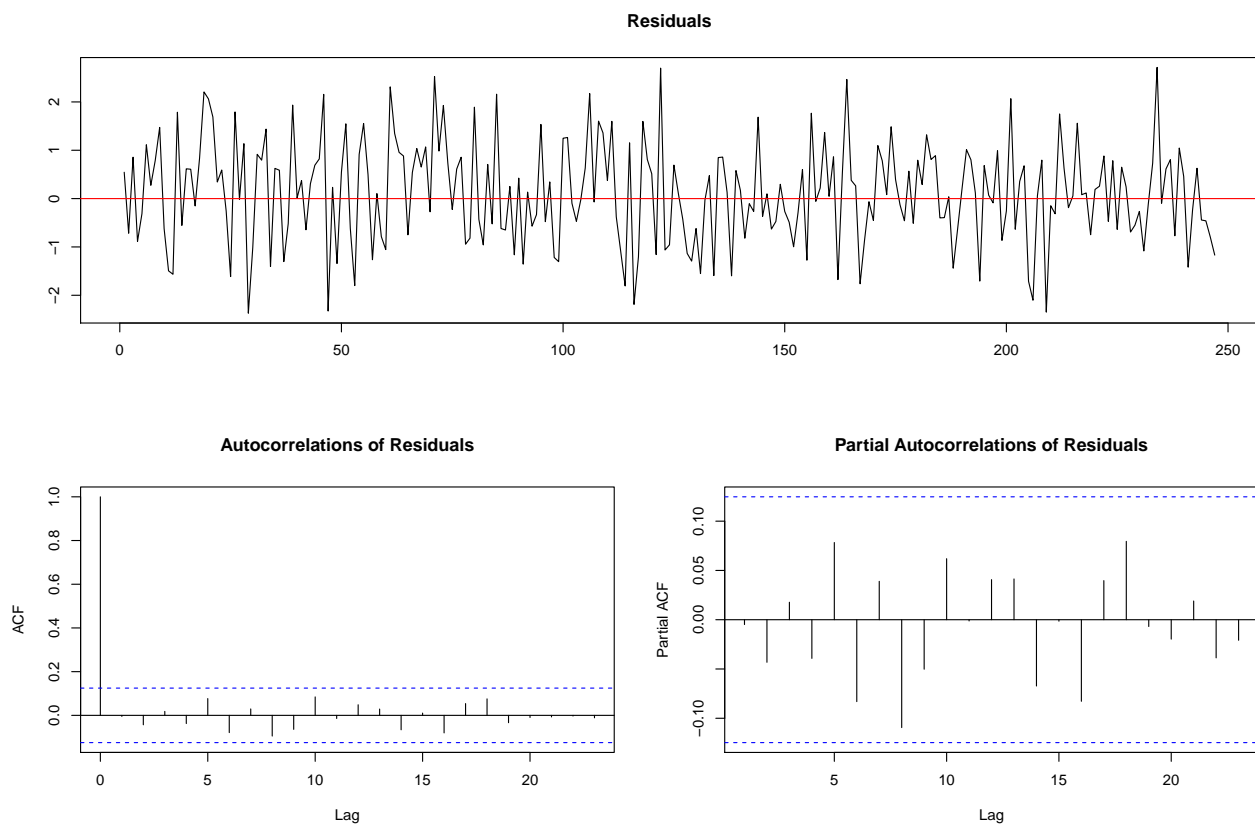 Residuals
2
1
0
−1
−2
0 50 100 150 200 250
Autocorrelations of Residuals
1.0
0.8
0.6
0.4
0.2
0.0
ACF
0 5 10 15 20
Lag
Partial Autocorrelations of Residuals
0.10
0.05
0.00
−0.10
Partial ACF
5 10 15 20
Lag